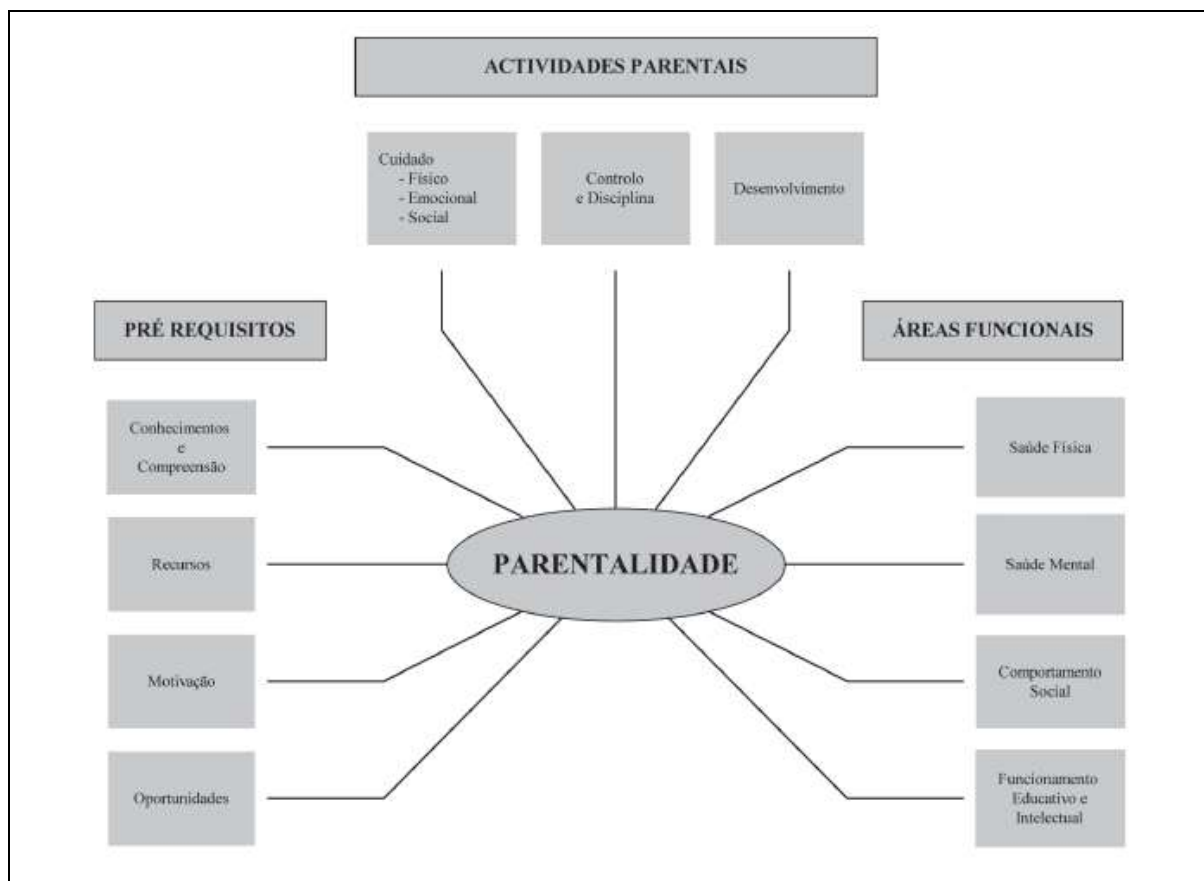 ACTIVIDADES PARENTAIS
Cuidado
- Físico
- Emocional
- Social
Controlo
e Disciplina
Desenvolvimento
PRÉ REQUISITOS
Conhecimentos
e
Compreensão
Recursos
Motivação
Oportunidades
PARENTALIDADE
ÁREAS FUNCIONAIS
Saúde Física
Saúde Mental
Comportamento
Social
Funcionamento
Educativo e
Intelectual